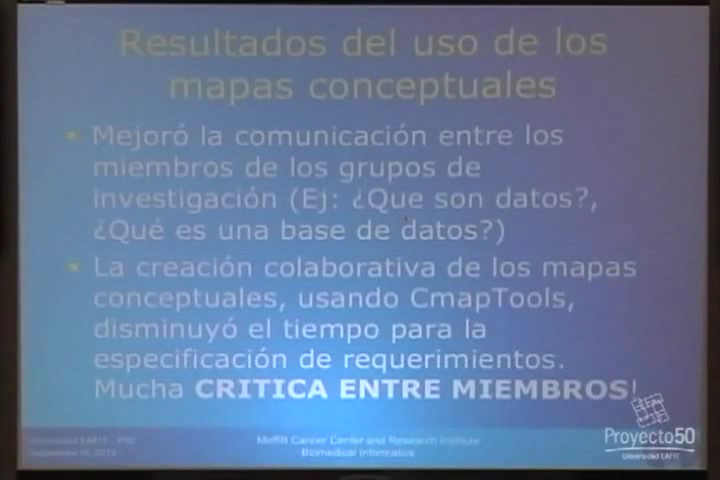 Resultados del uso de los
mapas conceptuales
Mejoró la comunicación entre los
miembros de los grupos de
investigación (Ej: ¿Que son datos?,
¿Qué es una base de datos?)
La creación colaborativa de los mapas
conceptuales, usando CmapTools,
disminuyó el tiempo para la
especificación de requerimientos.
Mucha CRITICA ENTRE MIEMBROS!
Universidad EAFIT
Moffitt Cancer Center and Research Institute
Biomedical Informatics
Proyecto50
Universidad EAFIT